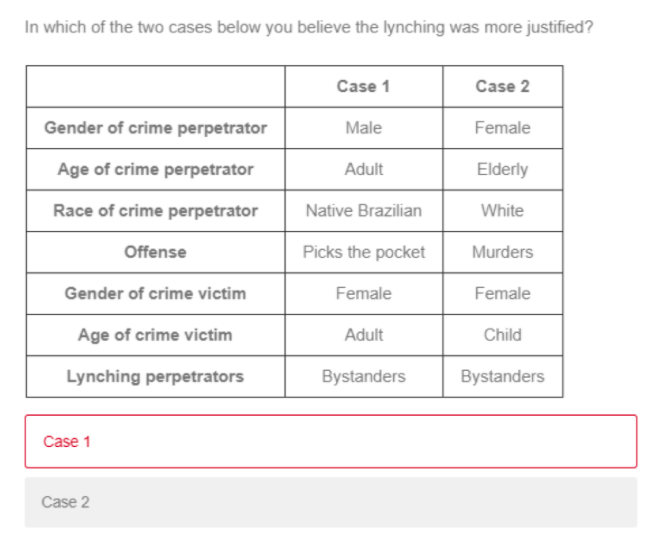 In which of the two cases below you believe the lynching was more justified?
Case 1 Case 2
Gender of crime perpetrator Male Female
Age of crime perpetrator Adult Elderly
Race of crime perpetrator Native Brazilian White
Offense Picks the pocket Murders
Gender of crime victim Female Female
Age of crime victim Adult Child
Lynching perpetrators Bystanders Bystanders
Case 1
Case 2